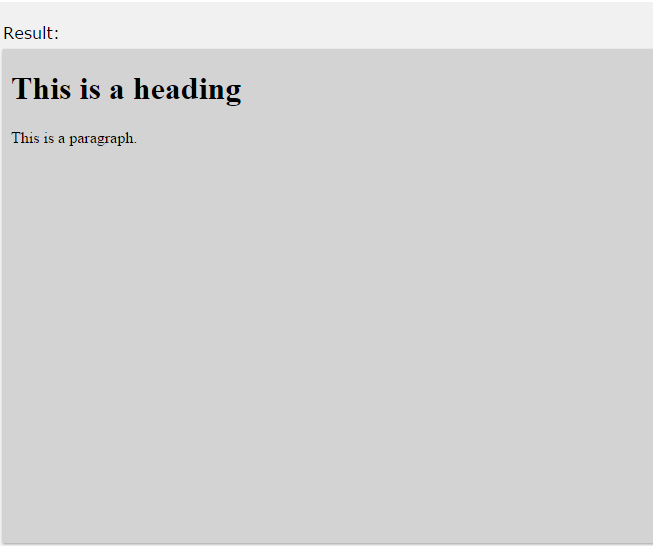 Result:
This is a heading
This is a paragraph.